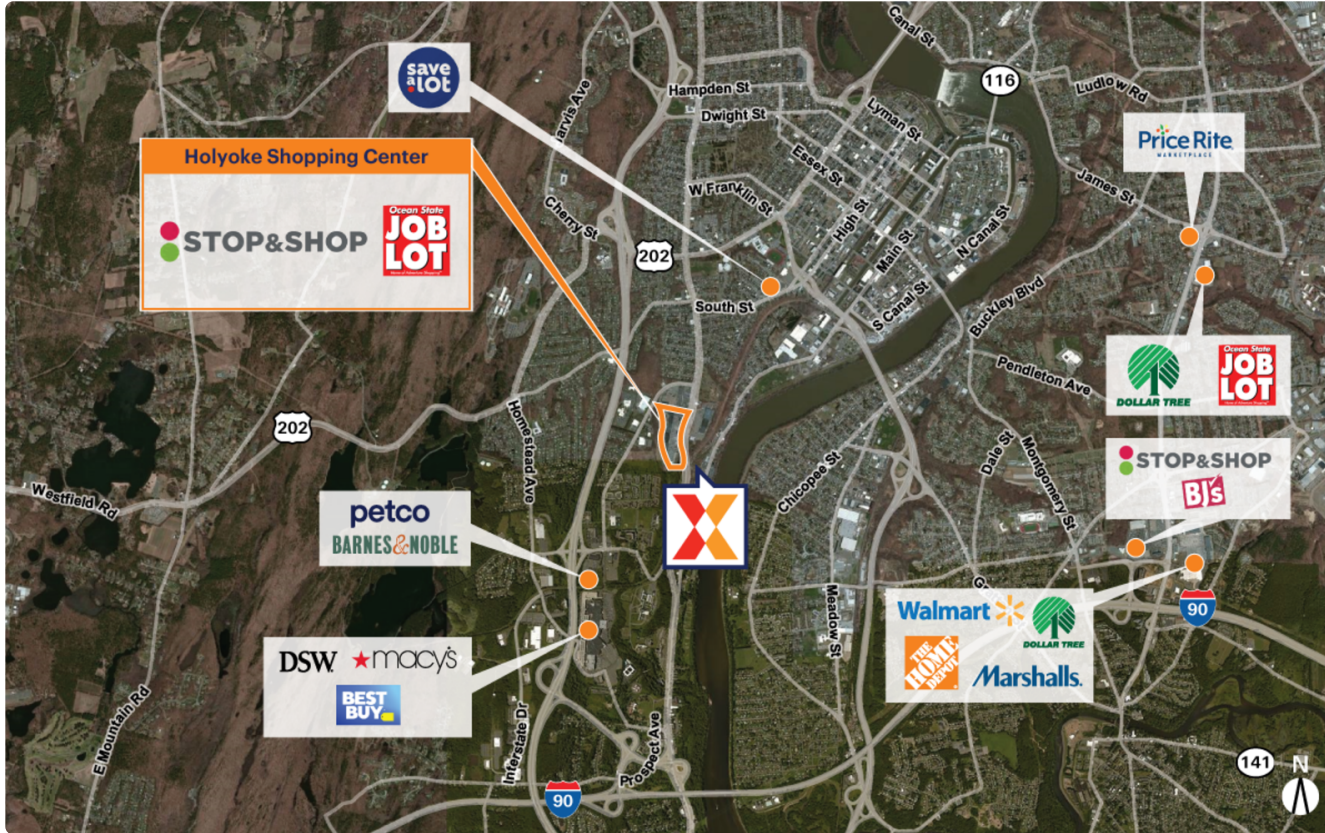 Canal St
116
Ludlow Rd
save
a
lot
Jarvis Ave
Hampden St
Dwight St
Lyman St
Price Rite
MARKETPLACE
Holyoke Shopping Center
STOP&SHOP
Ocean State
JOB
LOT
Essex St
W Franklin St
James St
Cherry St
High St
Main St
N Canal St
202
South St
S Canal St
Buckley Blvd
DOLLAR TREE
Ocean State
JOB
LOT
Pendleton Ave
202
Homestead Ave
Dale St
Montgomery St
STOP&SHOP
BJ's
Westfield Rd
Chicopee St
petco
BARNES&NOBLE
Meadow St
Walmart
DOLLAR TREE
90
THE
HOME
DEPOT
Marshalls.
DSW
macy's
BEST
BUY
E Mountain Rd
Interstate Dr
Prospect Ave
90
141
N